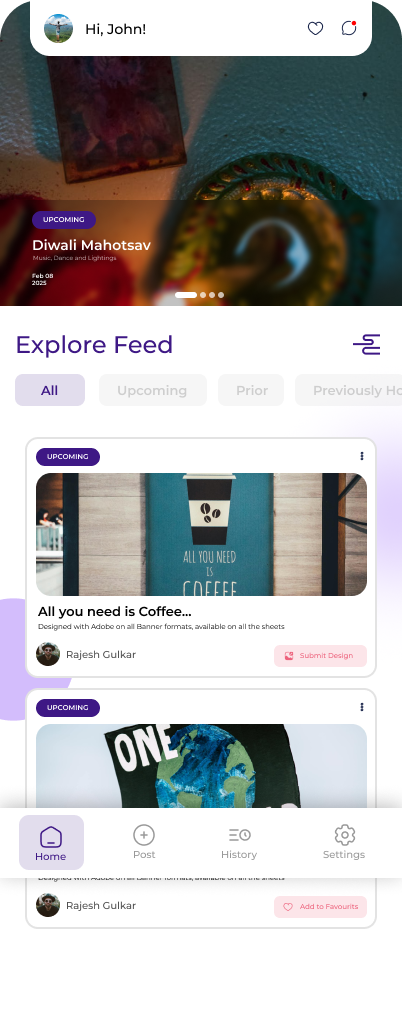 Hi, John!
UPCOMING
Diwali Mahotsav
Music, Dance and Lightings
Feb 08
2025
Explore Feed
All
Upcoming
Prior
Previously Ho
UPCOMING
ALL YOU NEED
IS
COFFEE
All you need is Coffee...
Designed with Adobe on all Banner formats, available on all the sheets
Rajesh Gulkar
Submit Design
UPCOMING
ONE
Home
Post
History
Settings
Designed with Adobe on all Banner formats, available on all the sheets
Rajesh Gulkar
Add to Favourits